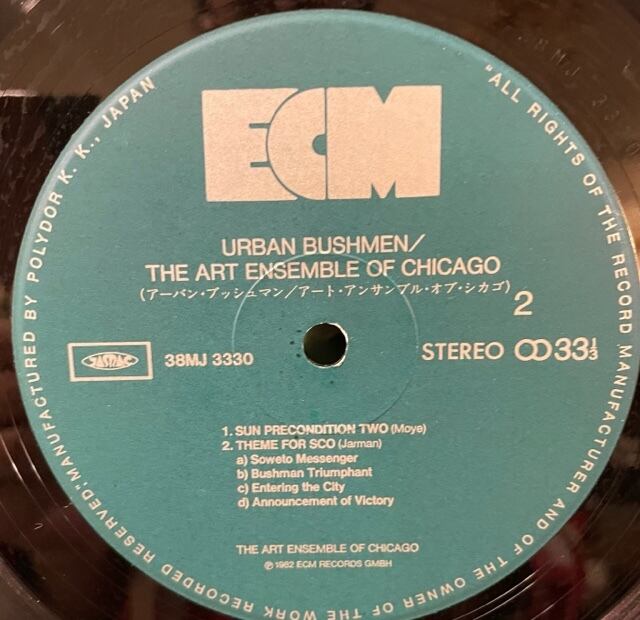 ECM
URBAN BUSHMEN/
THE ART ENSEMBLE OF CHICAGO
(アーバン・ブッシュマン/アート・アンサンブル・オブ・シカゴ)
2
JASRAC
38MJ 3330
STEREO
33⅓
1. SUN PRECONDITION TWO (Moye)
2. THEME FOR SCO (Jarman)
a) Soweto Messenger
b) Bushman Triumphant
c) Entering the City
d) Announcement of Victory
THE ART ENSEMBLE OF CHICAGO
℗ 1982 ECM RECORDS GMBH
"ALL RIGHTS OF THE RECORD MANUFACTURER AND OF THE OWNER OF THE WORK RECORDED RESERVED," MANUFACTURED BY POLYDOR K. K., JAPAN